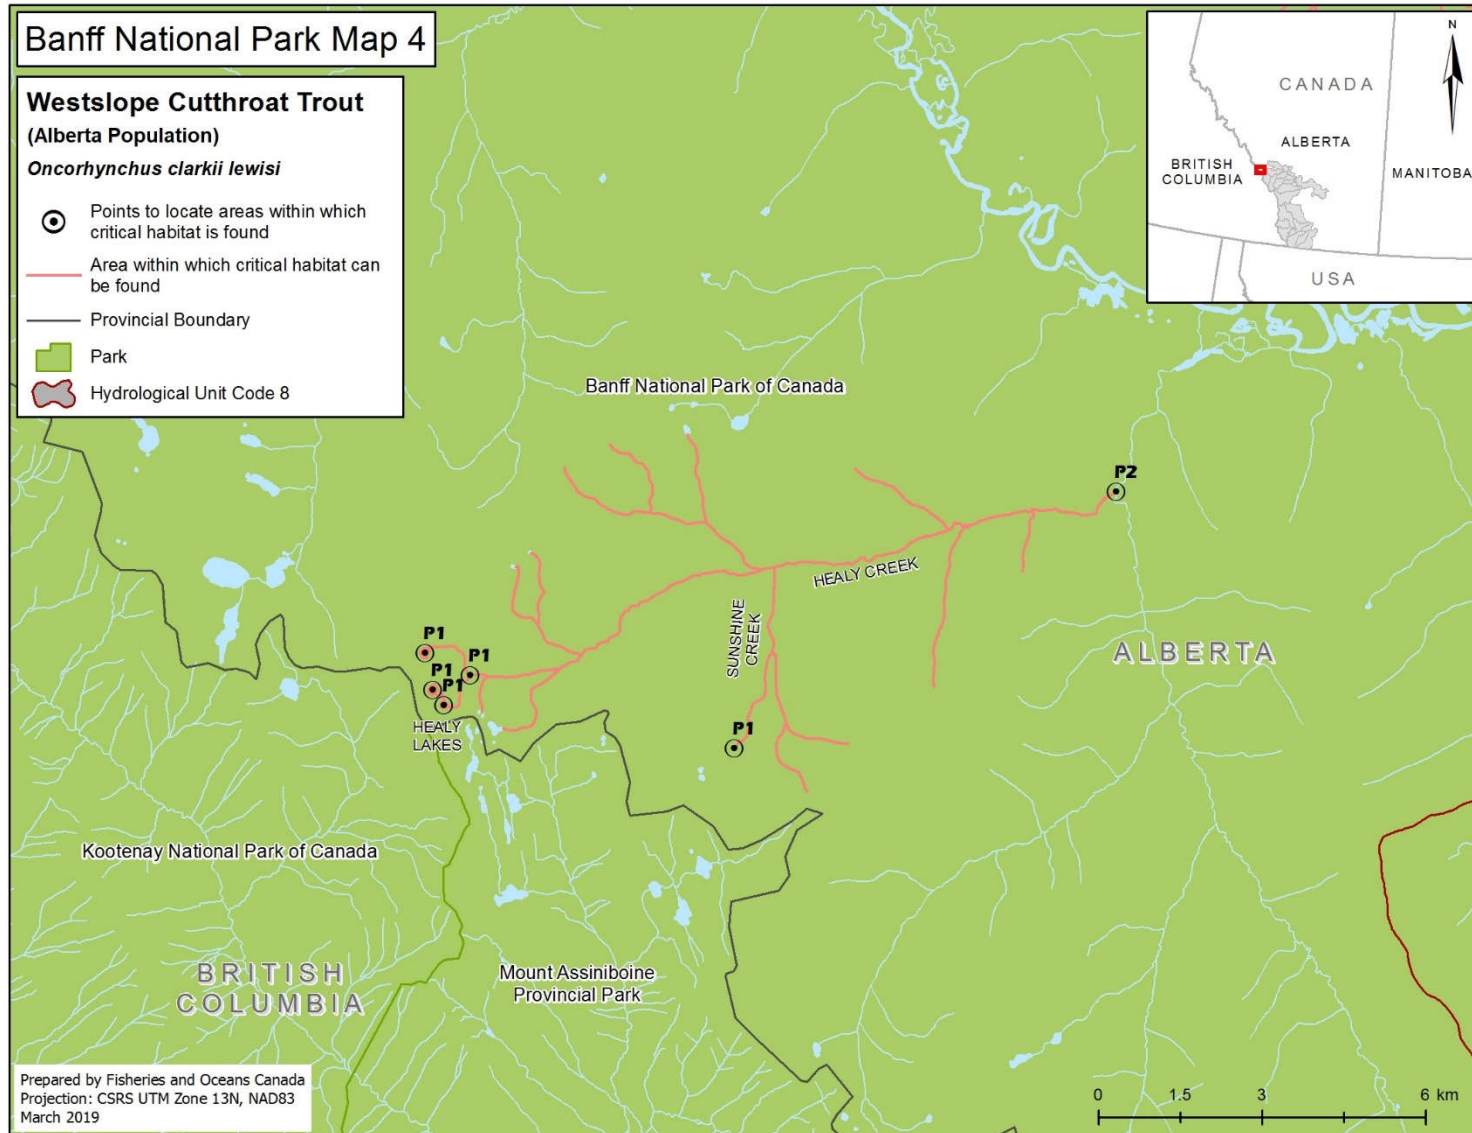 Banff National Park Map 4
Westslope Cutthroat Trout
(Alberta Population)
Oncorhynchus clarkii lewisi
Points to locate areas within which
critical habitat is found
Area within which critical habitat can
be found
Provincial Boundary
Park
Hydrological Unit Code 8
N
CANADA
ALBERTA
BRITISH
COLUMBIA
MANITOBA
USA
Banff National Park of Canada
P2
HEALY CREEK
SUNSHINE
CREEK
P1
P1
P1
P1
HEALY
LAKES
P1
ALBERTA
Kootenay National Park of Canada
BRITISH
COLUMBIA
Mount Assiniboine
Provincial Park
Prepared by Fisheries and Oceans Canada
Projection: CSRS UTM Zone 13N, NAD83
March 2019
0 1.5 3 6 km